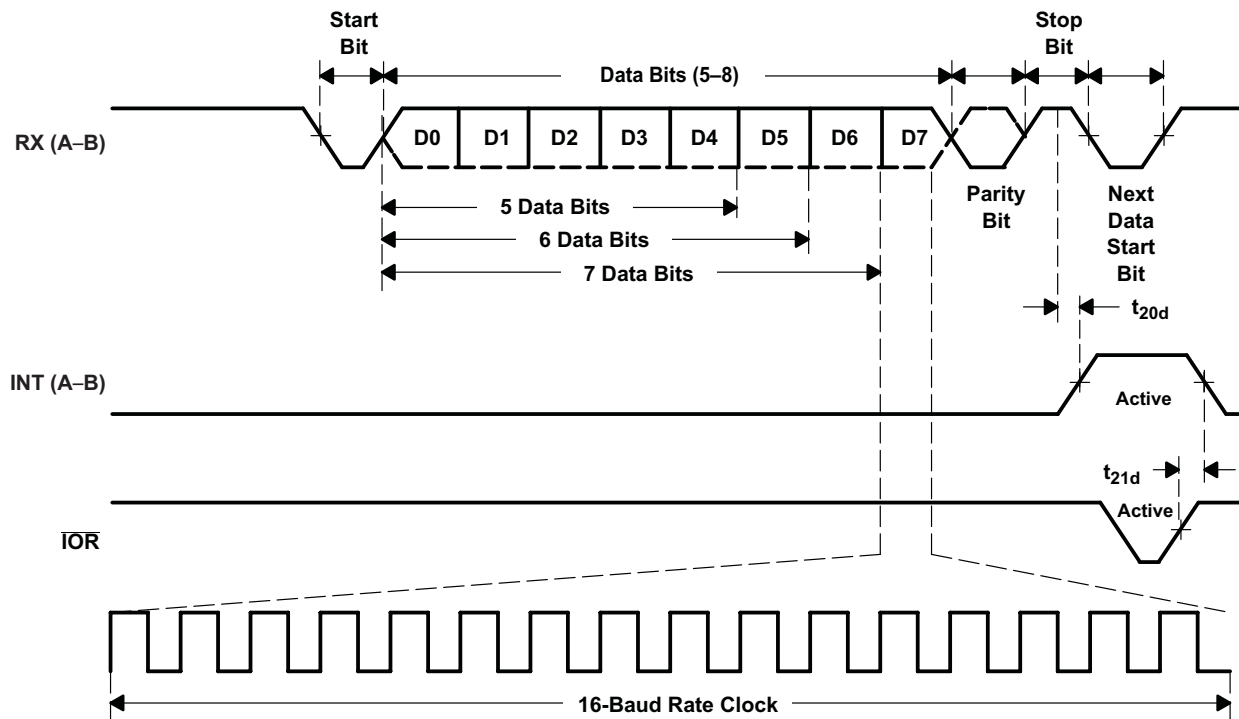 Start
Bit
Stop
Bit
Data Bits (5–8)
RX (A–B)
D0 D1 D2 D3 D4 D5 D6 D7
5 Data Bits
6 Data Bits
7 Data Bits
Parity
Bit
Next
Data
Start
Bit
t20d
INT (A–B)
Active
t21d
Active
IOR
16-Baud Rate Clock